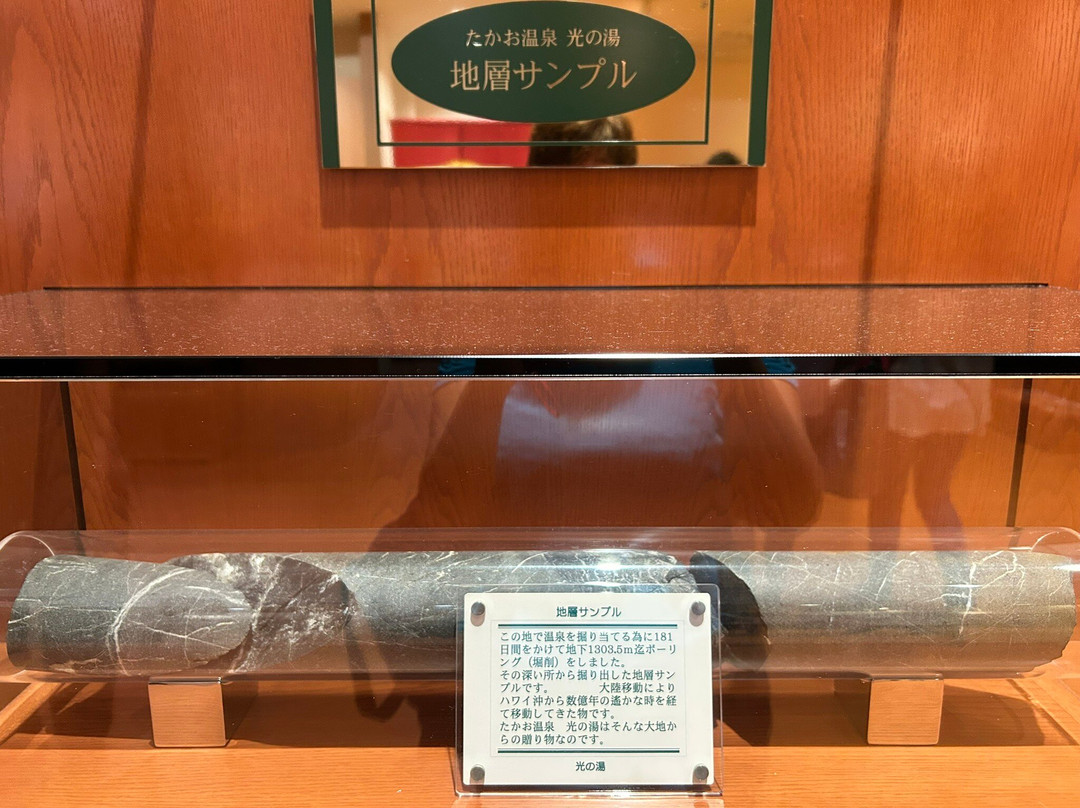 たかお温泉 光の湯
地層サンプル
地層サンプル
この地で温泉を掘り当てる為に181
日間をかけて地下1303.5m迄ボーリ
ング（堀削）をしました。
その深い所から掘り出した地層サン
プルです。　　　大陸移動により
ハワイ沖から数億年の遙かな時を経
て移動してきた物です。
たかお温泉　光の湯はそんな大地か
らの贈り物なのです。
光の湯